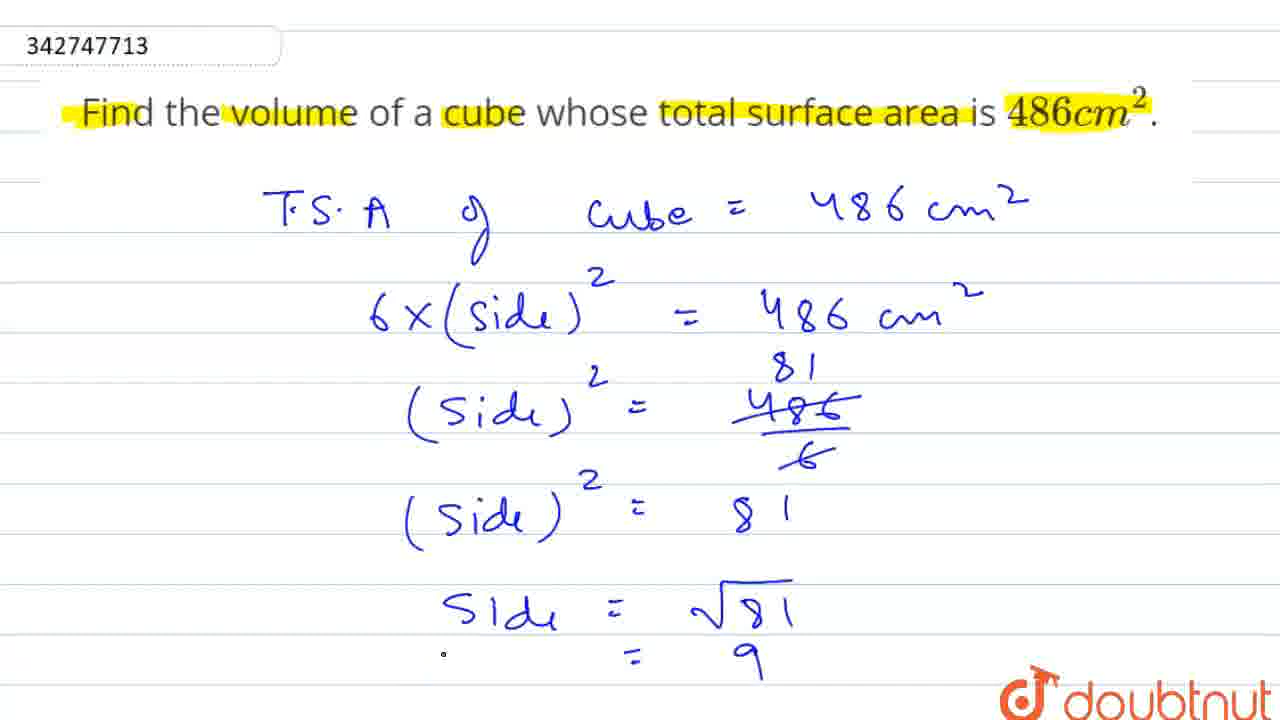 342747713
Find the volume of a cube whose total surface area is 486cm².
T.S.A of cube = 486 cm²
6 × (Side)² = 486 cm²
81
(Side)² = 486/6
(Side)² = 81
Side = √81
= 9
doubtnut